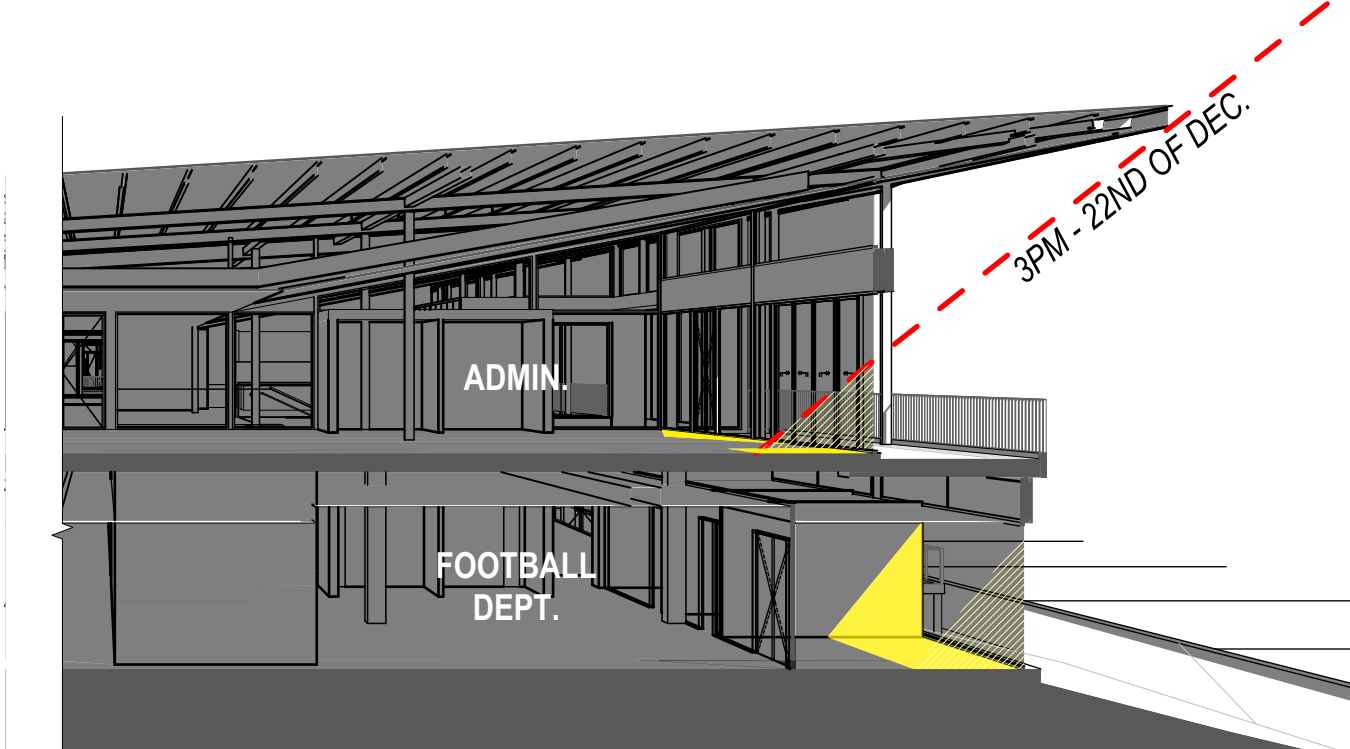 3PM - 22ND OF DEC.
ADMIN.
FOOTBALL
DEPT.